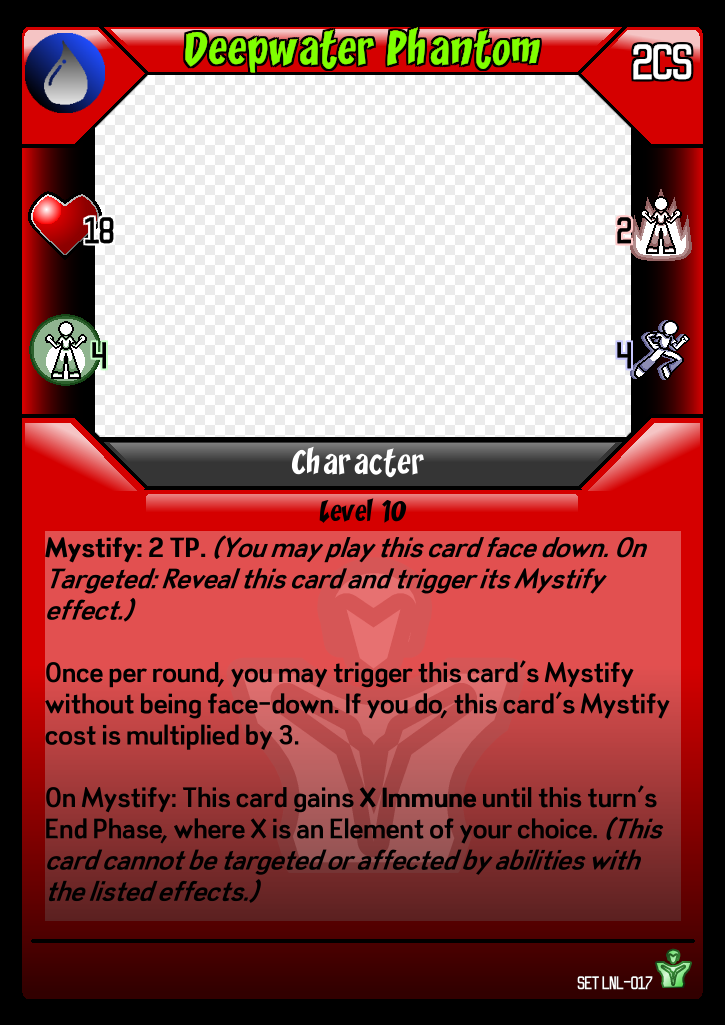 Deepwater Phantom
2CS
18
2
4
4
Character
Level 10
Mystify: 2 TP. (You may play this card face down. On
Targeted: Reveal this card and trigger its Mystify
effect.)
Once per round, you may trigger this card's Mystify
without being face-down. If you do, this card's Mystify
cost is multiplied by 3.
On Mystify: This card gains X Immune until this turn's
End Phase, where X is an Element of your choice. (This
card cannot be targeted or affected by abilities with
the listed effects.)
SET LNL-017